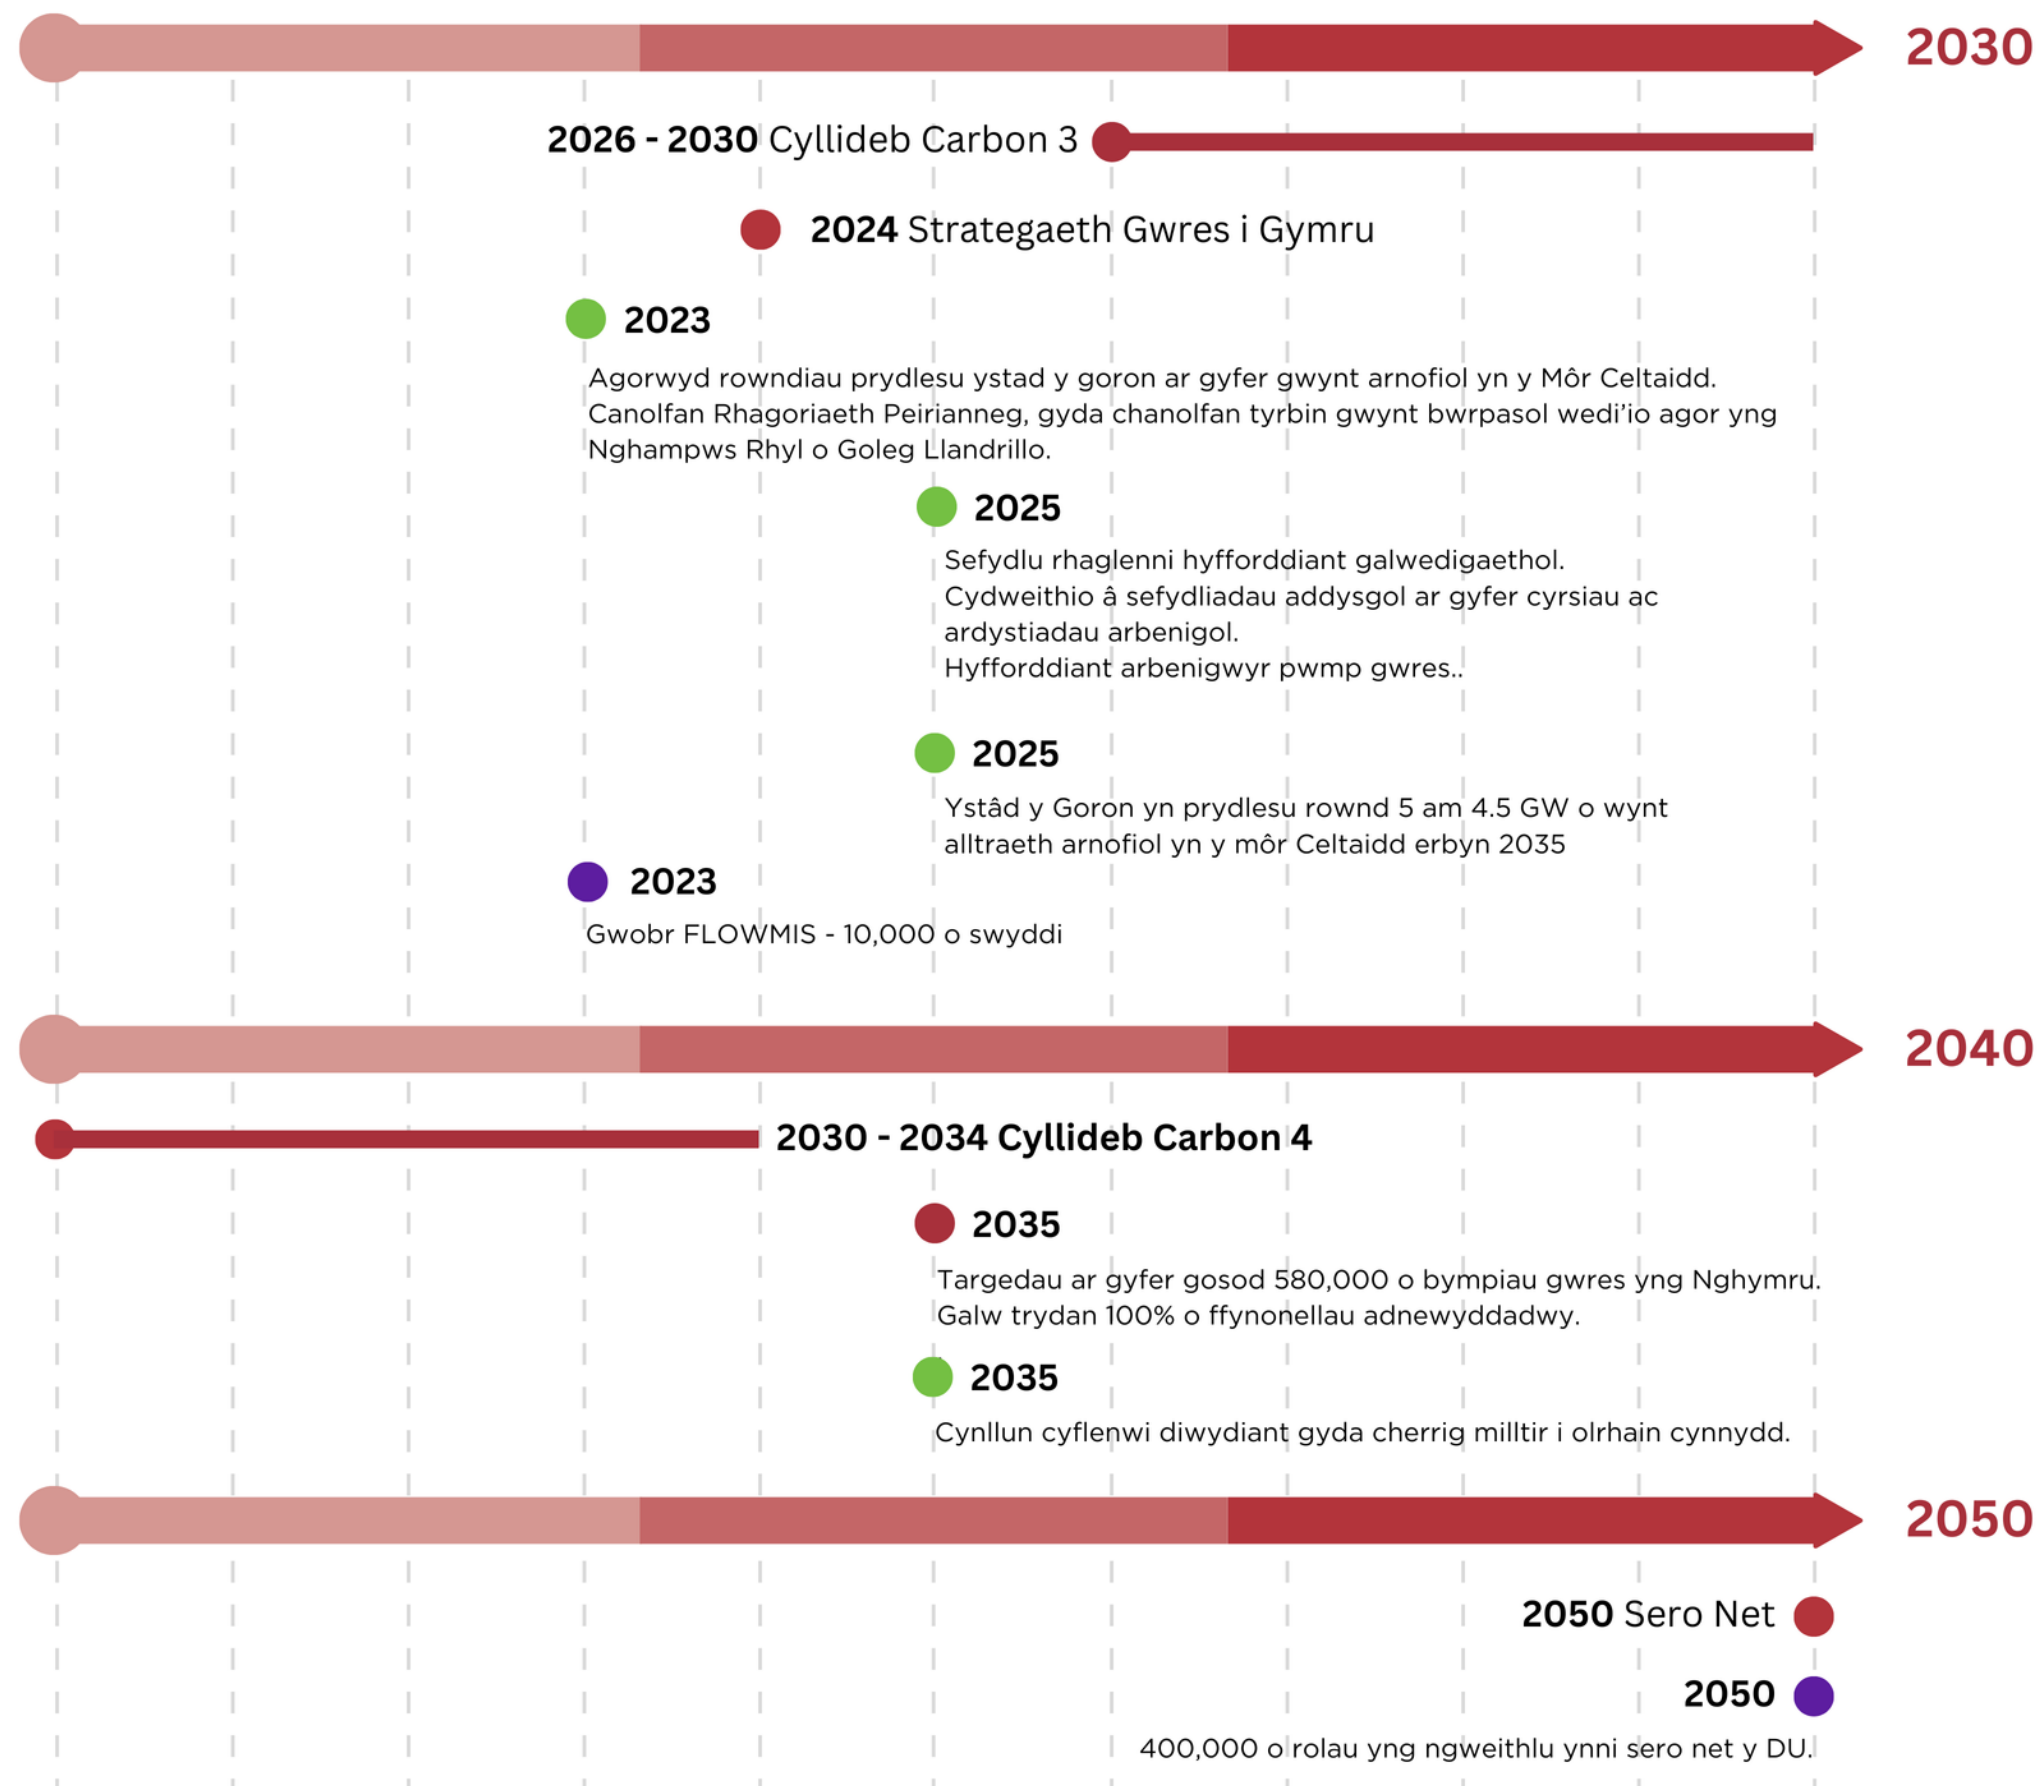 2030
2026 - 2030 Cyllideb Carbon 3
2024 Strategaeth Gwres i Gymru
2023
Agorwyd rowndiau prydlesu ystad y goron ar gyfer gwynt arnofiol yn y Môr Celtaidd.
Canolfan Rhagoriaeth Peirianneg, gyda chanolfan tyrbin gwynt bwrpasol wedi'io agor yng
Nghampws Rhyl o Goleg Llandrillo.
2025
Sefydlu rhaglenni hyfforddiant galwedigaethol.
Cydweithio â sefydliadau addysgol ar gyfer cyrsiau ac
ardystiadau arbenigol.
Hyfforddiant arbenigwyr pwmp gwres..
2025
Ystâd y Goron yn prydlesu rownd 5 am 4.5 GW o wynt
alltraeth arnofiol yn y môr Celtaidd erbyn 2035
2023
Gwobr FLOWMIS - 10,000 o swyddi
2040
2030 - 2034 Cyllideb Carbon 4
2035
Targedau ar gyfer gosod 580,000 o bympiau gwres yng Nghymru.
Galw trydan 100% o ffynonellau adnewyddadwy.
2035
Cynllun cyflenwi diwydiant gyda cherrig milltir i olrhain cynnydd.
2050
2050 Sero Net
2050
400,000 o rolau yng ngweithlu ynni sero net y DU.